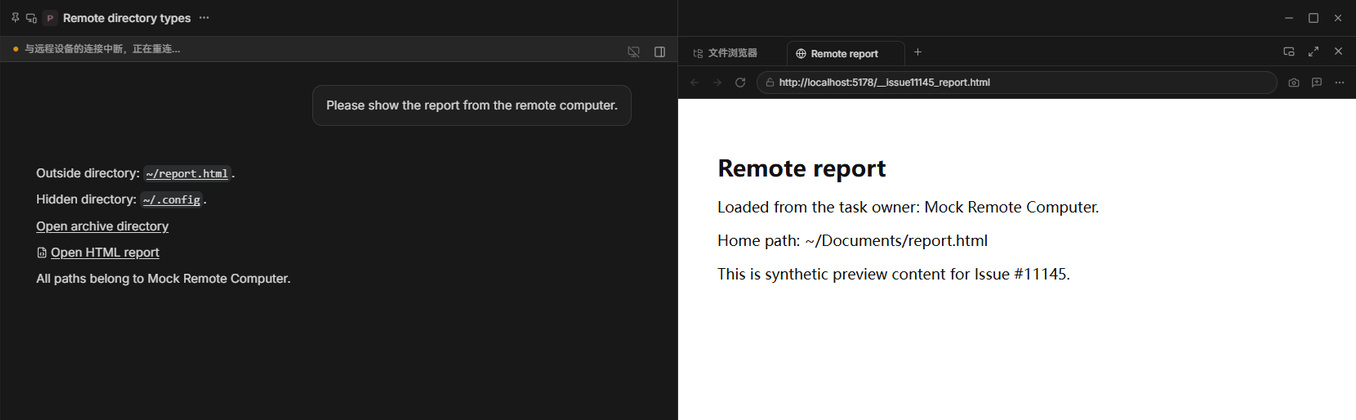 P Remote directory types ...
与远程设备的连接中断，正在重连...
Please show the report from the remote computer.
Outside directory: ~/report.html.
Hidden directory: ~/.config.
Open archive directory
Open HTML report
All paths belong to Mock Remote Computer.
文件浏览器
Remote report
http://localhost:5178/__issue11145_report.html
Remote report
Loaded from the task owner: Mock Remote Computer.
Home path: ~/Documents/report.html
This is synthetic preview content for Issue #11145.